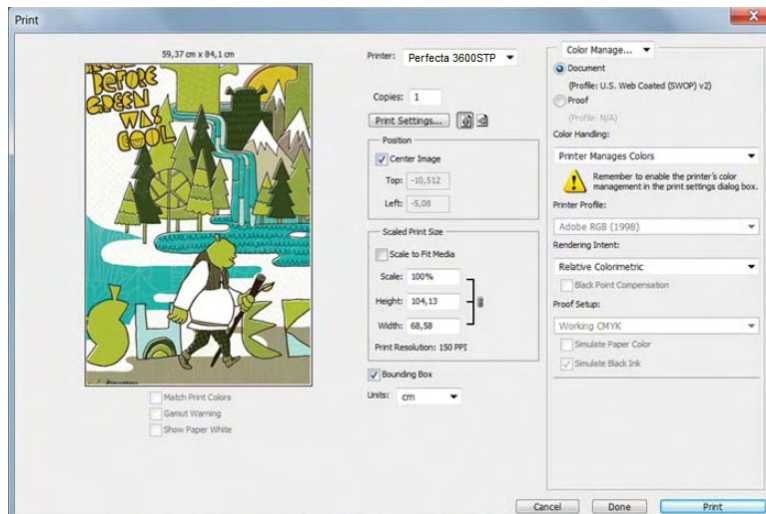 Print
59,37 cm x 84,1 cm
BEFORE
GREEN
WAS
COOL
SHREK
Match Print Colors
Gamut Warning
Show Paper White
Printer: Perfecta 3600STP
Copies: 1
Print Settings...
Position
Center Image
Top: -10,512
Left: -5,08
Scaled Print Size
Scale to Fit Media
Scale: 100%
Height: 104,13
Width: 68,58
Print Resolution: 150 PPI
Bounding Box
Units: cm
Color Manage...
Document
(Profile: U.S. Web Coated (SWOP) v2)
Proof
(Profile: N/A)
Color Handling:
Printer Manages Colors
Remember to enable the printer's color
management in the print settings dialog box.
Printer Profile:
Adobe RGB (1998)
Rendering Intent:
Relative Colorimetric
Black Point Compensation
Proof Setup:
Working CMYK
Simulate Paper Color
Simulate Black Ink
Cancel
Done
Print